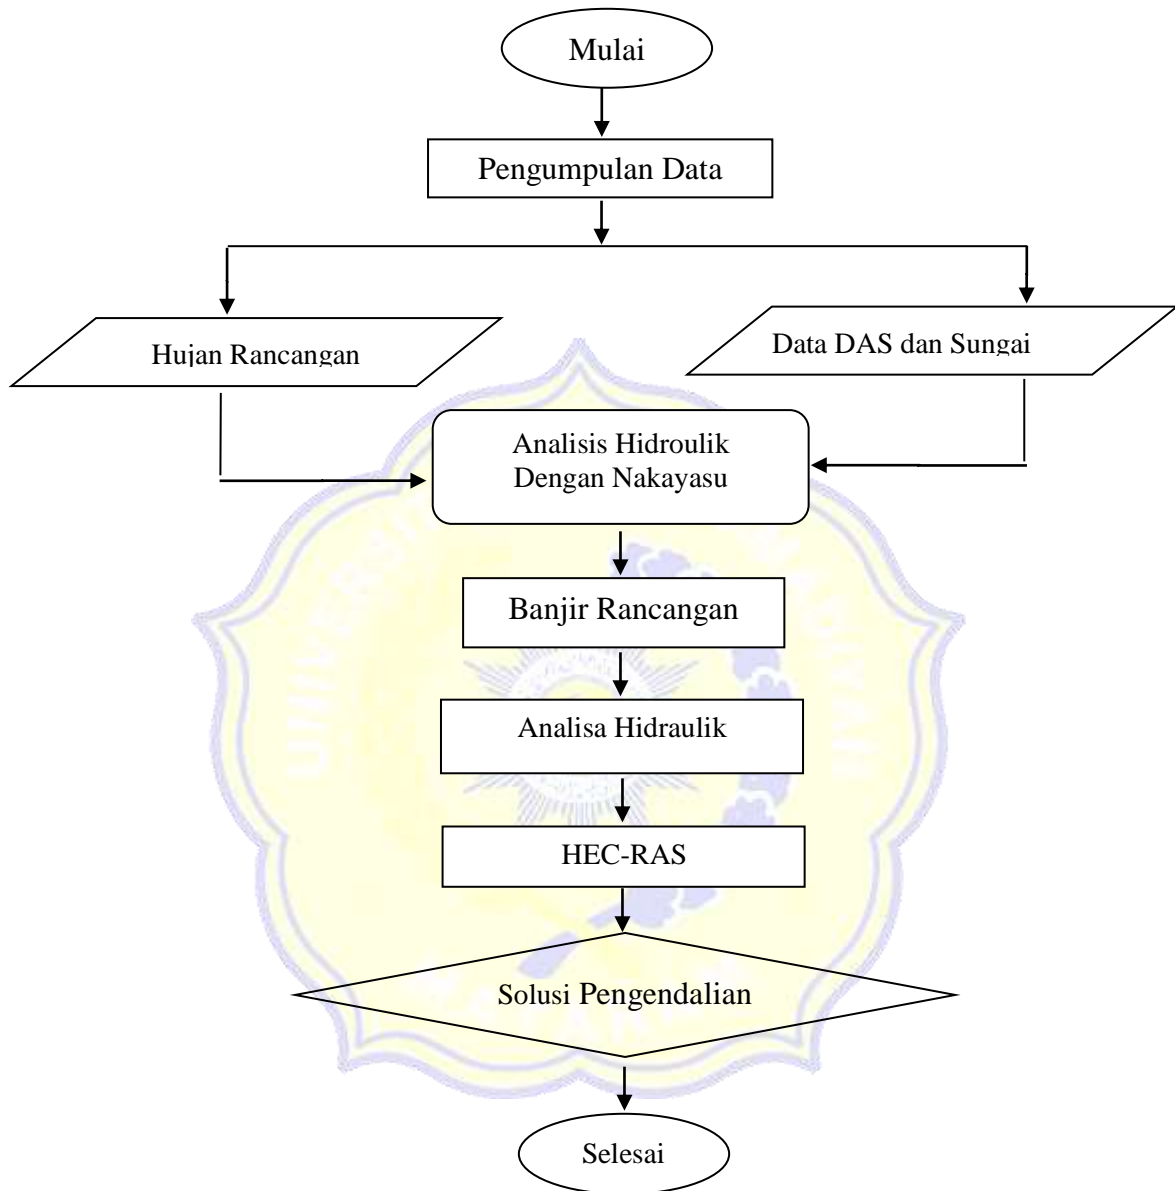 Mulai
Pengumpulan Data
Hujan Rancangan
Data DAS dan Sungai
Analisis Hidroulik
Dengan Nakayasu
Banjir Rancangan
Analisa Hidraulik
HEC-RAS
Solusi Pengendalian
Selesai